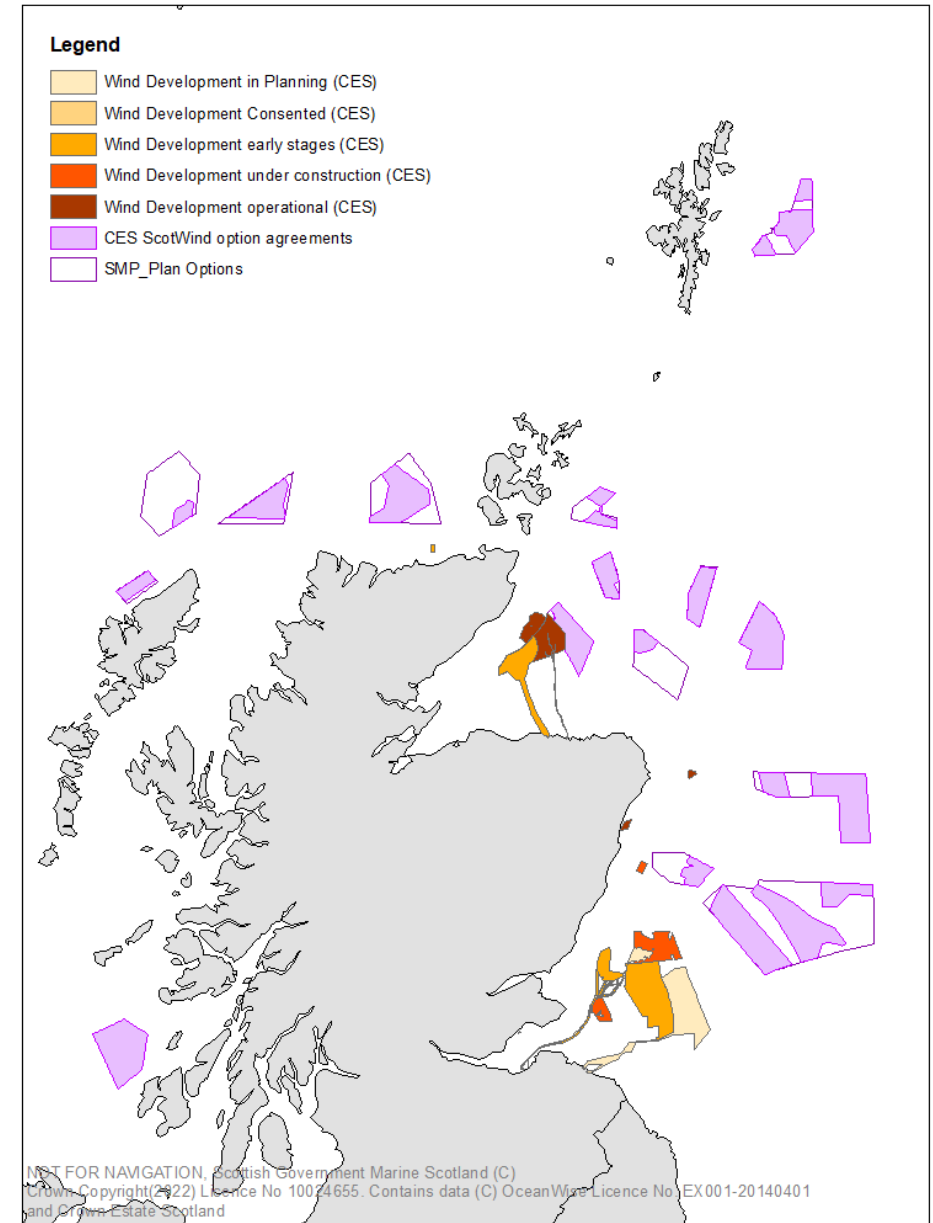 Legend
Wind Development in Planning (CES)
Wind Development Consented (CES)
Wind Development early stages (CES)
Wind Development under construction (CES)
Wind Development operational (CES)
CES ScotWind option agreements
SMP_Plan Options
NOT FOR NAVIGATION, Scottish Government Marine Scotland (C)
Crown Copyright(2022) Licence No 10024655. Contains data (C) OceanWise Licence No. EX001-20140401
and Crown Estate Scotland